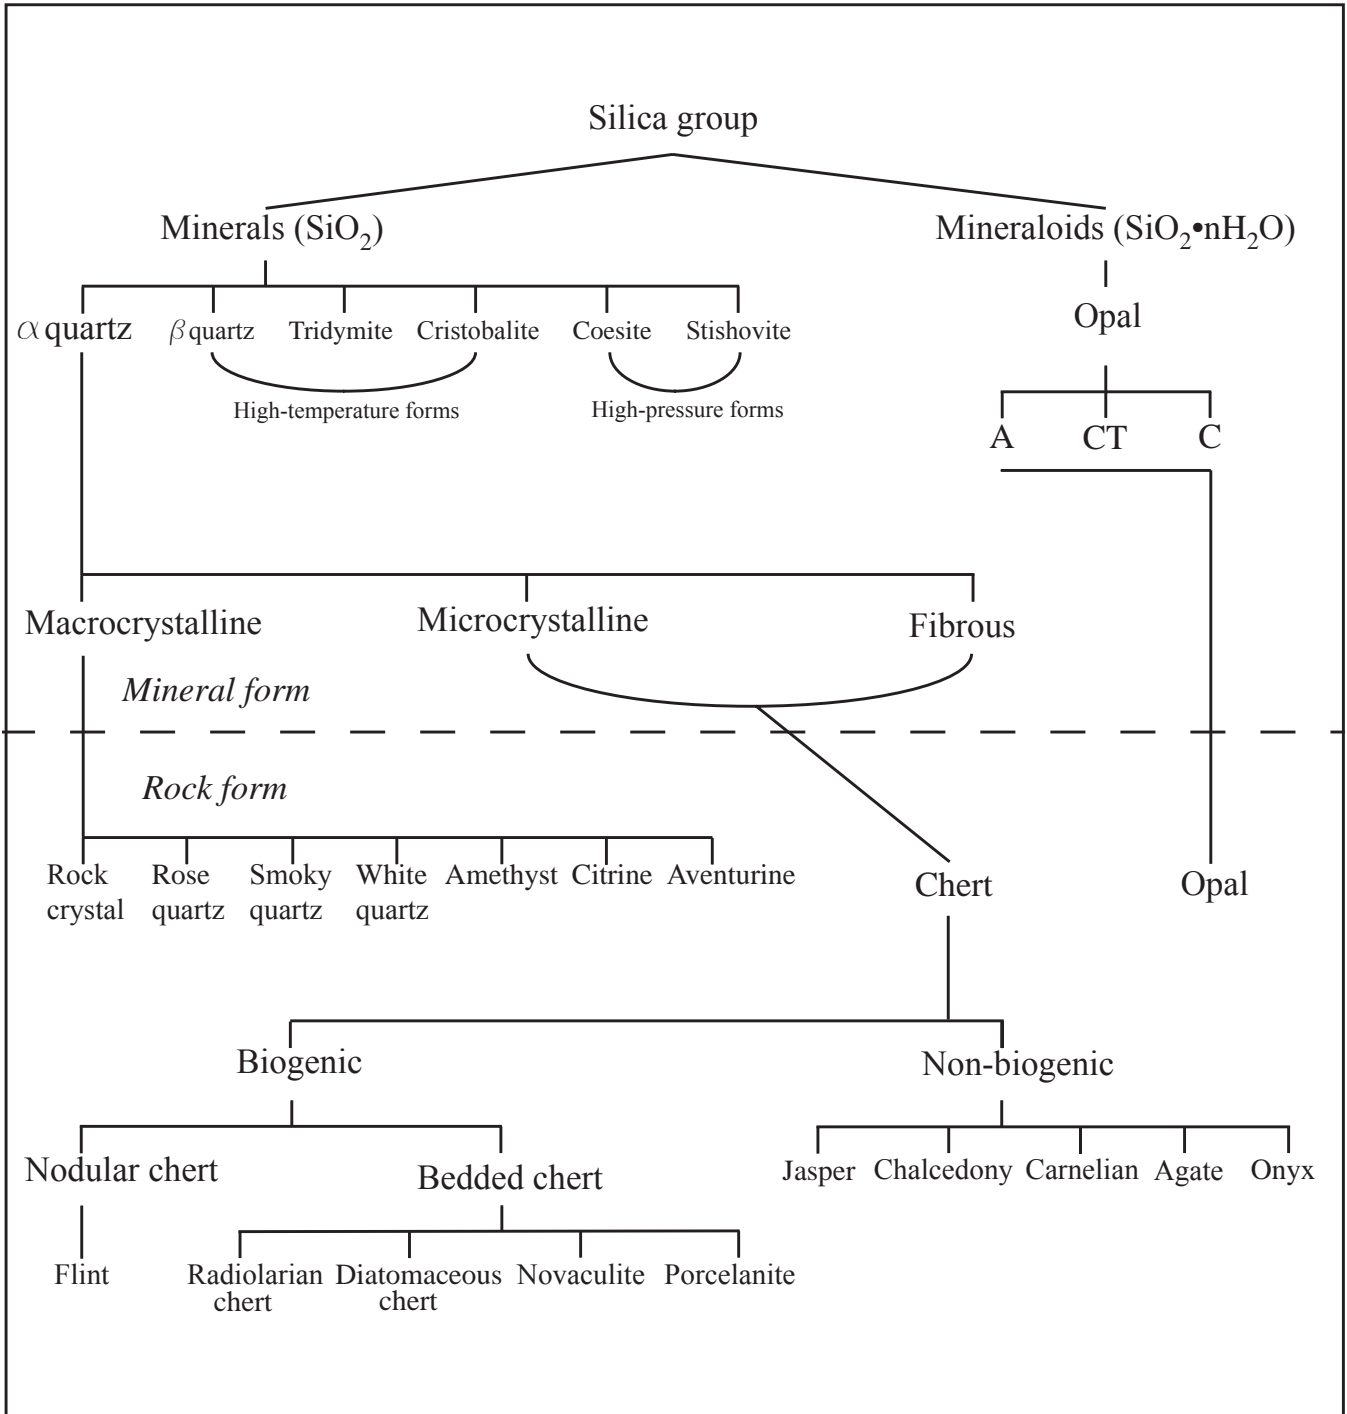 Silica group
Minerals (SiO₂)
Mineraloids (SiO₂•nH₂O)
α quartz
β quartz
Tridymite
Cristobalite
Coesite
Stishovite
Opal
High-temperature forms
High-pressure forms
A
CT
C
Macrocrystalline
Microcrystalline
Fibrous
Mineral form
Rock form
Rock
crystal
Rose
quartz
Smoky
quartz
White
quartz
Amethyst
Citrine
Aventurine
Chert
Opal
Biogenic
Non-biogenic
Nodular chert
Bedded chert
Jasper
Chalcedony
Carnelian
Agate
Onyx
Flint
Radiolarian
chert
Diatomaceous
chert
Novaculite
Porcelanite